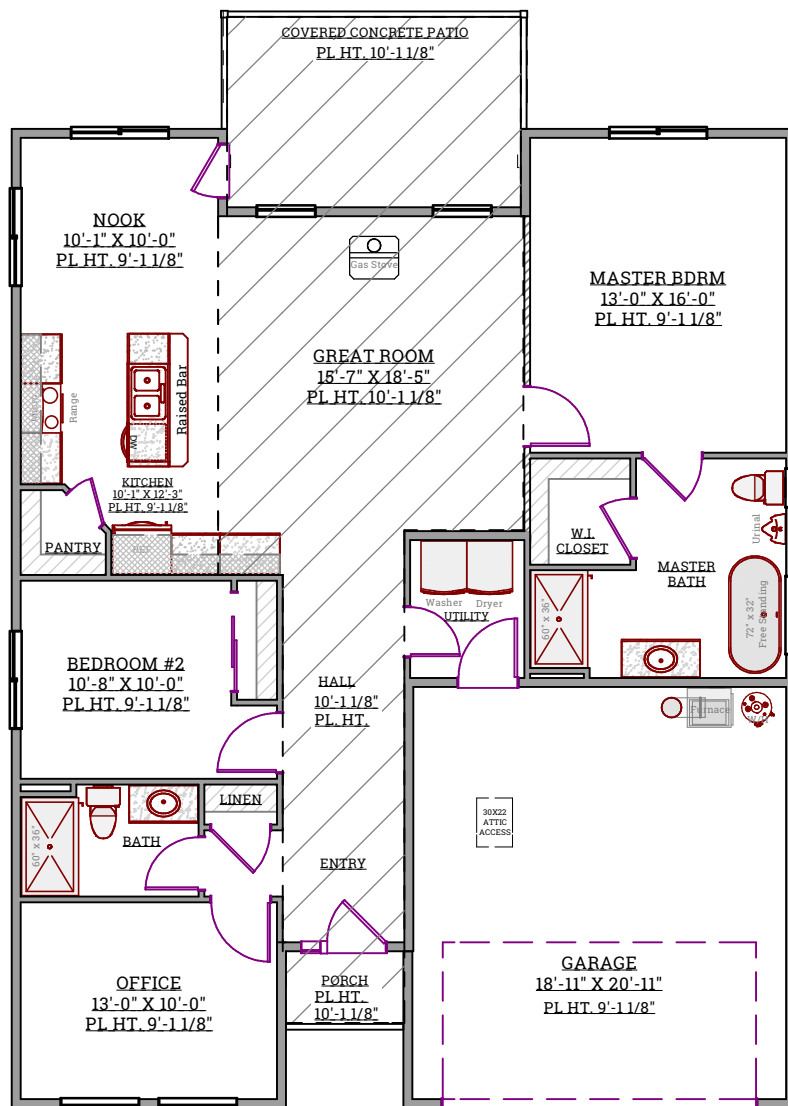 COVERED CONCRETE PATIO
PL HT. 10'-1 1/8"
NOOK
10'-1" X 10'-0"
PL HT. 9'-1 1/8"
Gas Stove
MASTER BDRM
13'-0" X 16'-0"
PL HT. 9'-1 1/8"
GREAT ROOM
15'-7" X 18'-5"
PL HT. 10'-1 1/8"
Range
Raised Bar
DW
KITCHEN
10'-1" X 12'-3"
PL HT. 9'-1 1/8"
PANTRY
REF.
W.I.
CLOSET
MASTER
BATH
Urinal
Washer
Dryer
UTILITY
60" x 36"
72" x 32"
Free Standing
BEDROOM #2
10'-8" X 10'-0"
PL HT. 9'-1 1/8"
HALL
10'-1 1/8"
PL. HT.
Furnace
W/H
LINEN
30X22
ATTIC
ACCESS
60" x 36"
BATH
ENTRY
OFFICE
13'-0" X 10'-0"
PL HT. 9'-1 1/8"
PORCH
PL HT.
10'-1 1/8"
GARAGE
18'-11" X 20'-11"
PL HT. 9'-1 1/8"